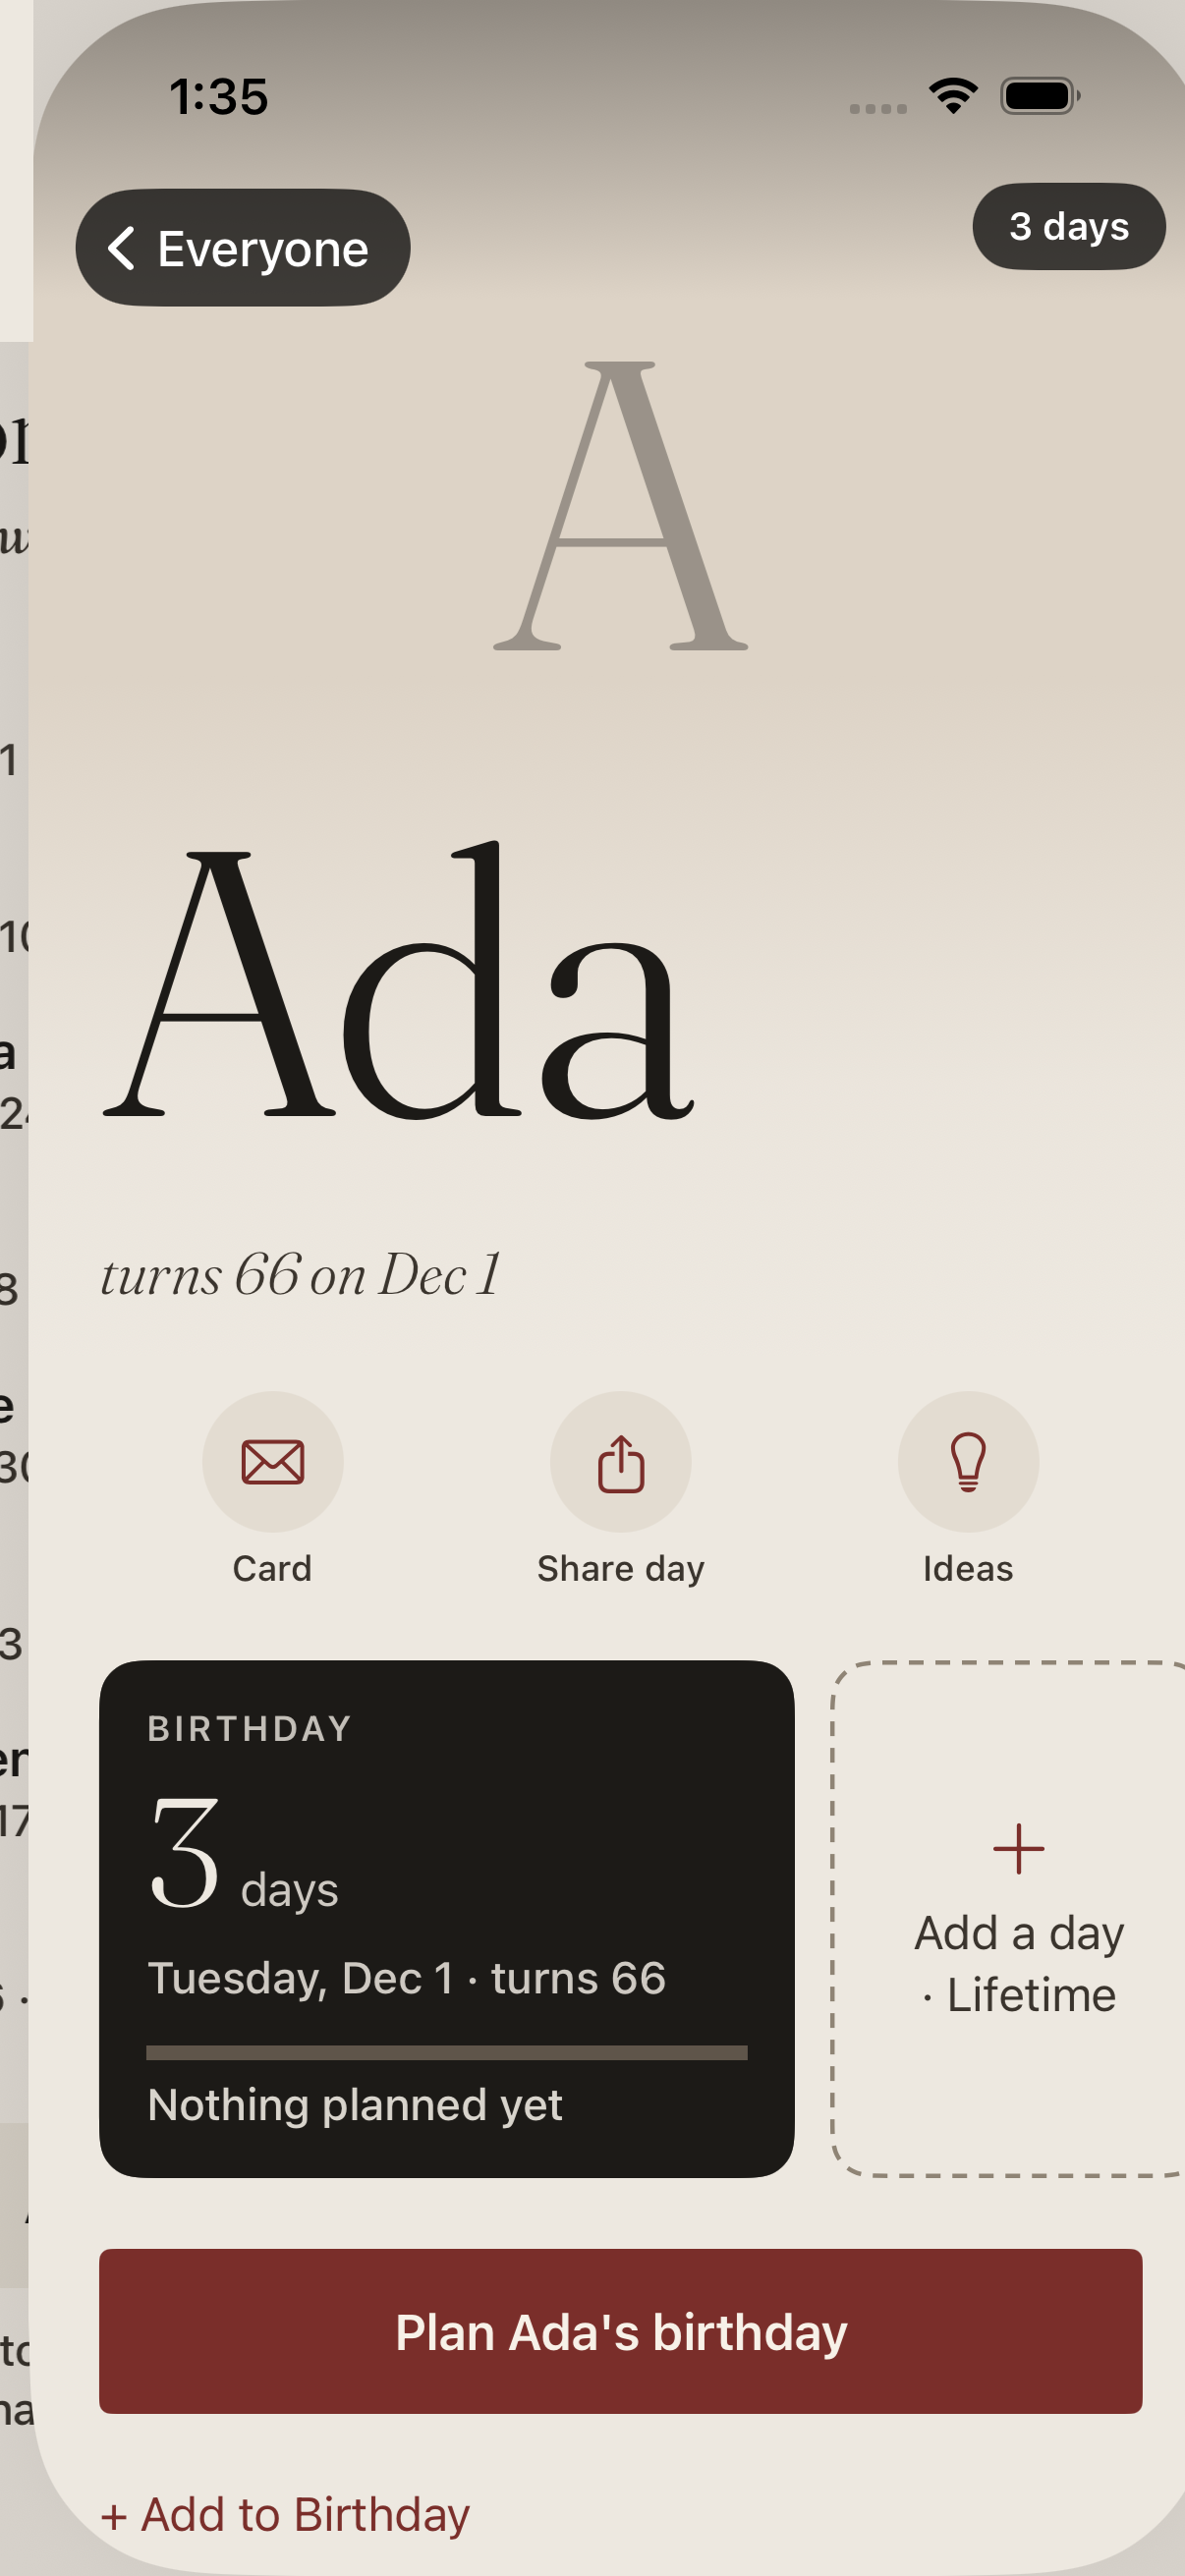 1:35
Everyone
3 days
A
Ada
turns 66 on Dec 1
Card
Share day
Ideas
BIRTHDAY
3 days
Tuesday, Dec 1 · turns 66
Nothing planned yet
Add a day
· Lifetime
Plan Ada's birthday
+ Add to Birthday